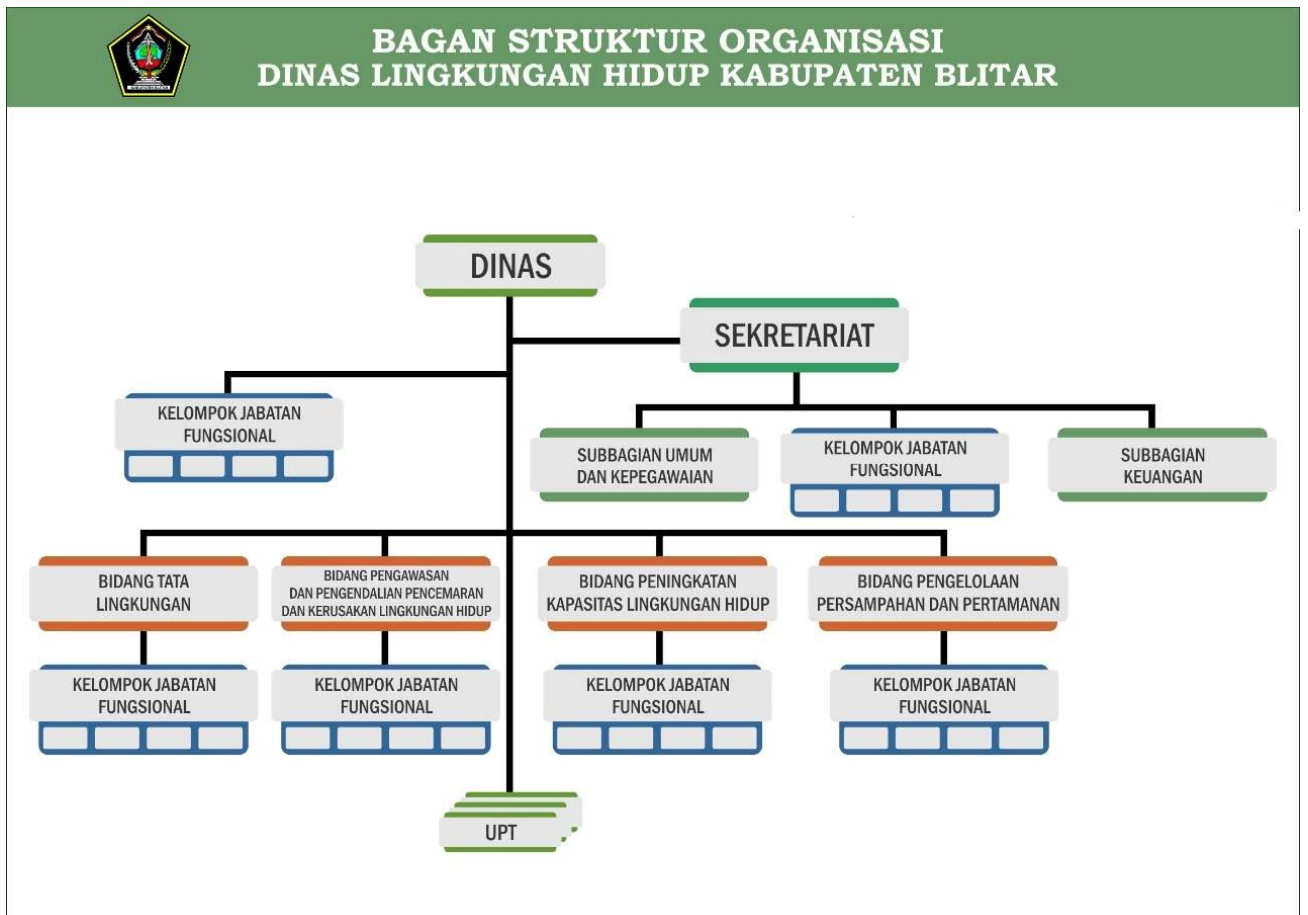 BAGAN STRUKTUR ORGANISASI
DINAS LINGKUNGAN HIDUP KABUPATEN BLITAR
KABUPATEN BLITAR
DINAS
SEKRETARIAT
KELOMPOK JABATAN
FUNGSIONAL
SUBBAGIAN UMUM
DAN KEPEGAWAIAN
KELOMPOK JABATAN
FUNGSIONAL
SUBBAGIAN
KEUANGAN
BIDANG TATA
LINGKUNGAN
BIDANG PENGAWASAN
DAN PENGENDALIAN PENCEMARAN
DAN KERUSAKAN LINGKUNGAN HIDUP
BIDANG PENINGKATAN
KAPASITAS LINGKUNGAN HIDUP
BIDANG PENGELOLAAN
PERSAMPAHAN DAN PERTAMANAN
KELOMPOK JABATAN
FUNGSIONAL
KELOMPOK JABATAN
FUNGSIONAL
KELOMPOK JABATAN
FUNGSIONAL
KELOMPOK JABATAN
FUNGSIONAL
UPT